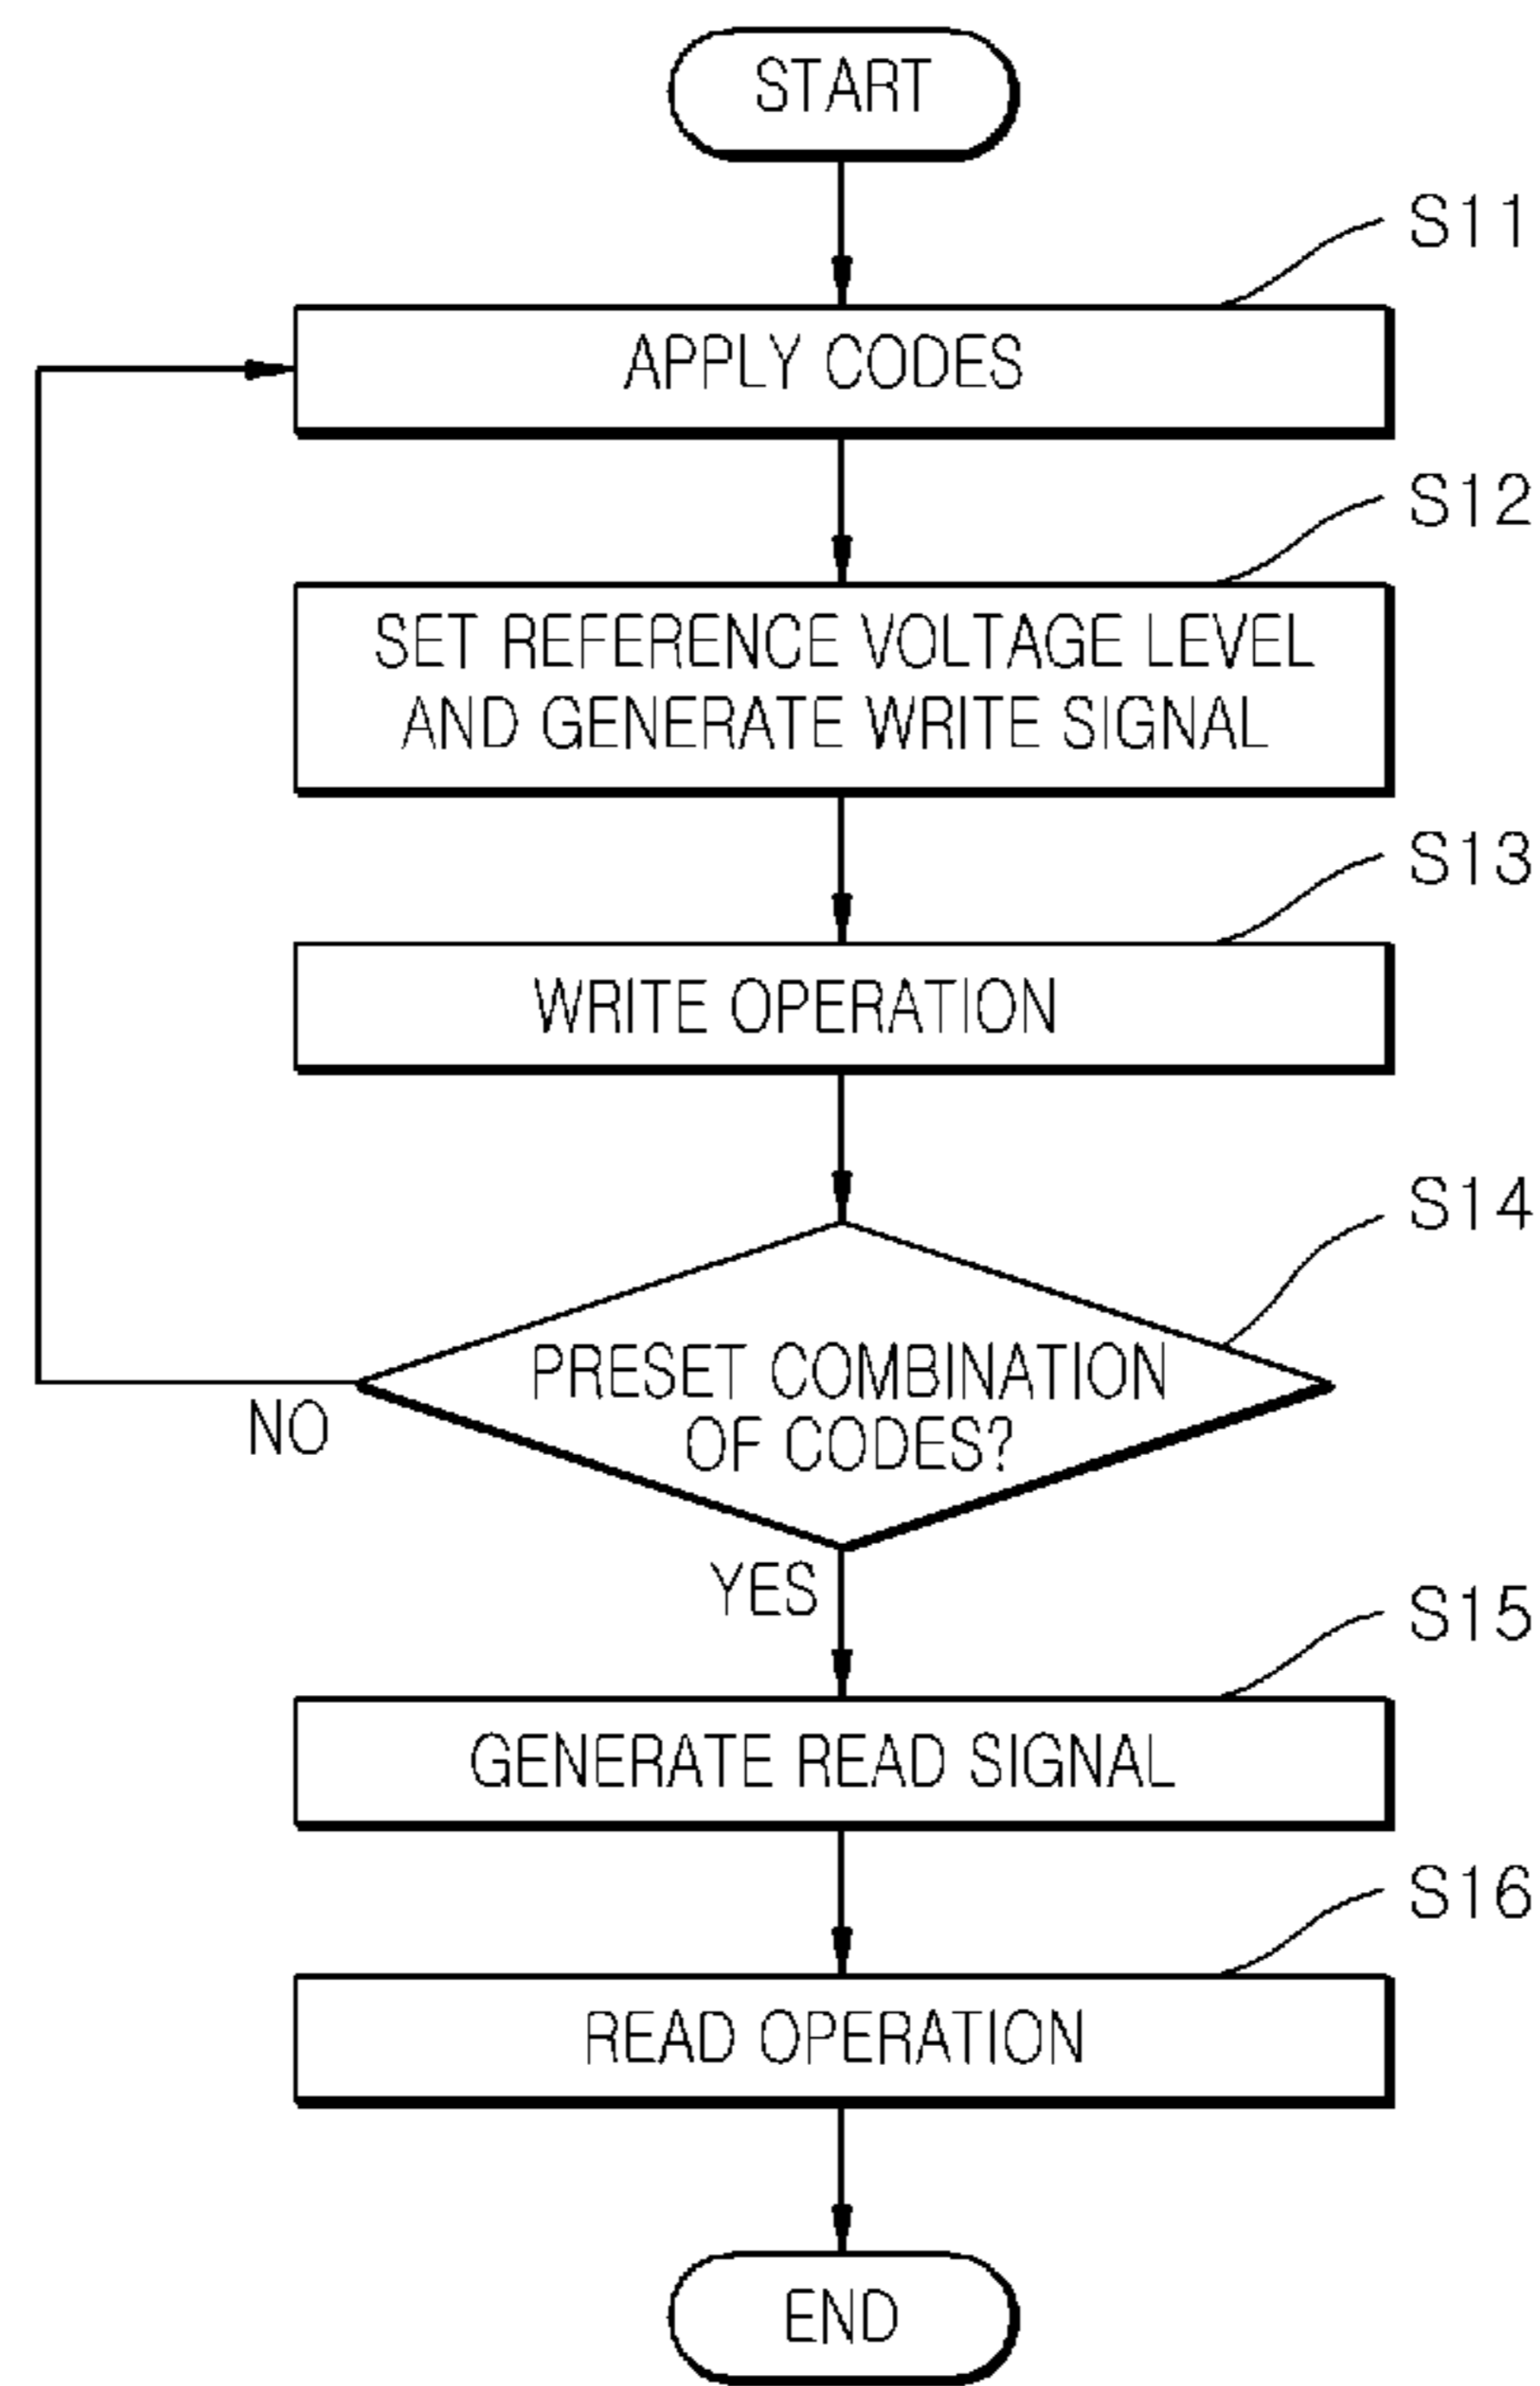 START
S11
APPLY CODES
S12
SET REFERENCE VOLTAGE LEVEL
AND GENERATE WRITE SIGNAL
S13
WRITE OPERATION
S14
PRESET COMBINATION
OF CODES?
NO
YES
S15
GENERATE READ SIGNAL
S16
READ OPERATION
END